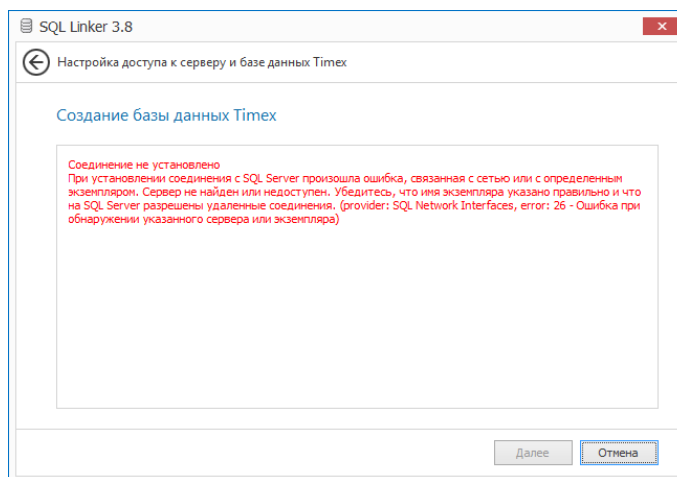 SQL Linker 3.8
Настройка доступа к серверу и базе данных Timex
Создание базы данных Timex
Соединение не установлено
При установлении соединения с SQL Server произошла ошибка, связанная с сетью или с определенным
экземпляром. Сервер не найден или недоступен. Убедитесь, что имя экземпляра указано правильно и что
на SQL Server разрешены удаленные соединения. (provider: SQL Network Interfaces, error: 26 - Ошибка при
обнаружении указанного сервера или экземпляра)
Далее
Отмена